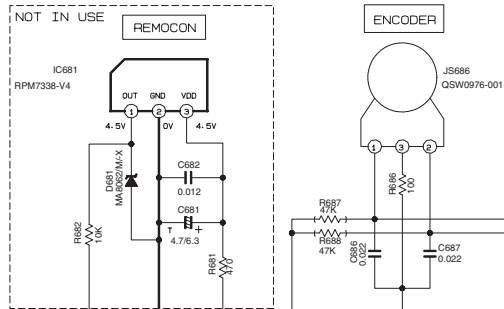 NOT IN USE
REMOCON
ENCODER
IC681
RPM7338-V4
JS686
QSW0976-001
OUT GND VDD
1 2 3
4.5V 0V 4.5V
1 3 2
D681
MA8062/M/-X
C682
0.012
R686
100
C681
T +
4.7/6.3
R682
10K
R681
470
R687
47K
R688
47K
C686
0.022
C687
0.022